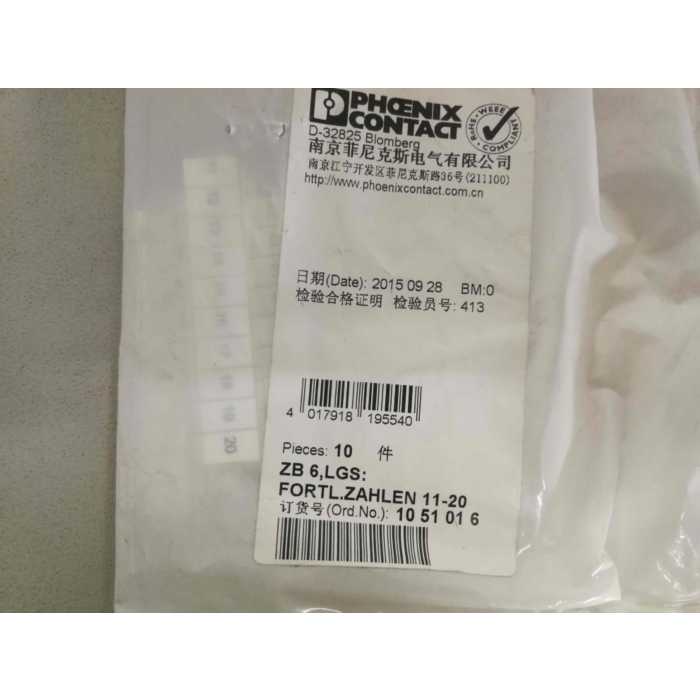 PHŒNIX
CONTACT
WEEE
RoHS
COMPLIANT
D-32825 Blomberg
南京菲尼克斯电气有限公司
南京江宁开发区菲尼克斯路36号(211100)
http://www.phoenixcontact.com.cn
日期(Date): 2015 09 28 BM:0
检验合格证明 检验员号: 413
4 017918 195540
Pieces: 10 件
ZB 6,LGS:
FORTL.ZAHLEN 11-20
订货号(Ord.No.): 10 51 01 6
18
19
20